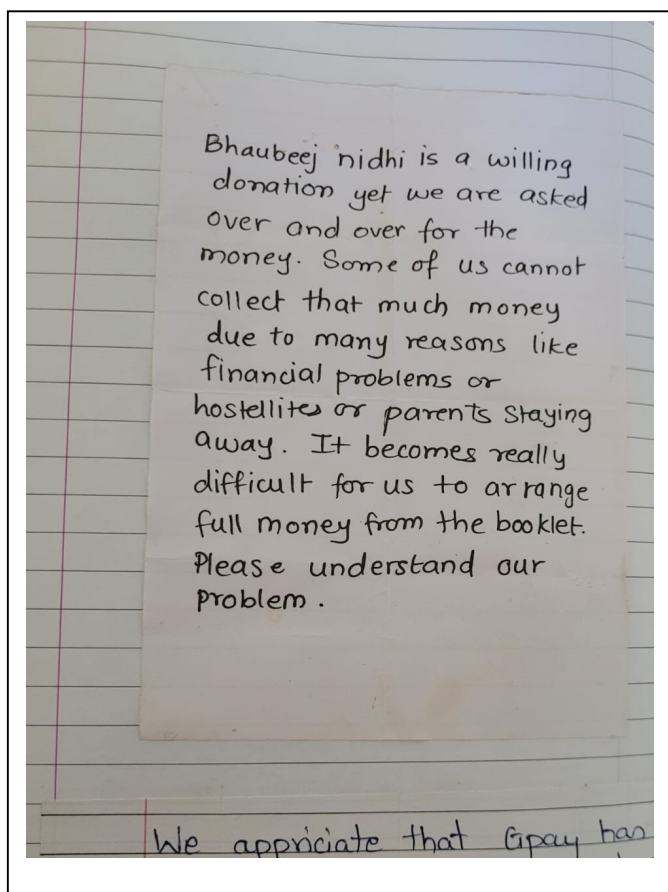 Bhaubeej nidhi is a willing
donation yet we are asked
over and over for the
money. Some of us cannot
collect that much money
due to many reasons like
financial problems or
hostellites or parents staying
away. It becomes really
difficult for us to arrange
full money from the booklet.
Please understand our
problem.
We appriciate that Gpay has